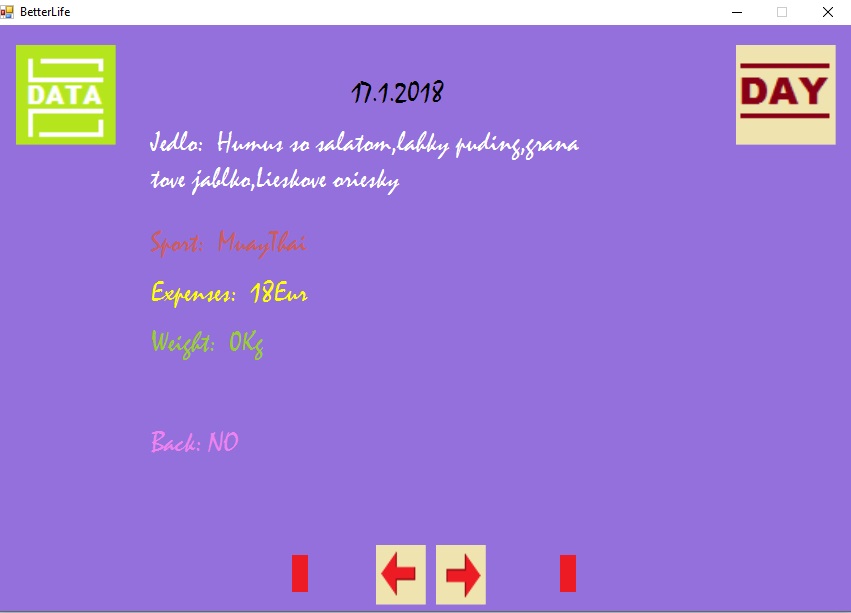 BetterLife
DATA
DAY
17.1.2018
Jedlo: Humus so salatom,lahky puding,grana
tove jablko,Lieskove oriesky
Sport: MuayThai
Expenses: 18Eur
Weight: 0Kg
Back: NO